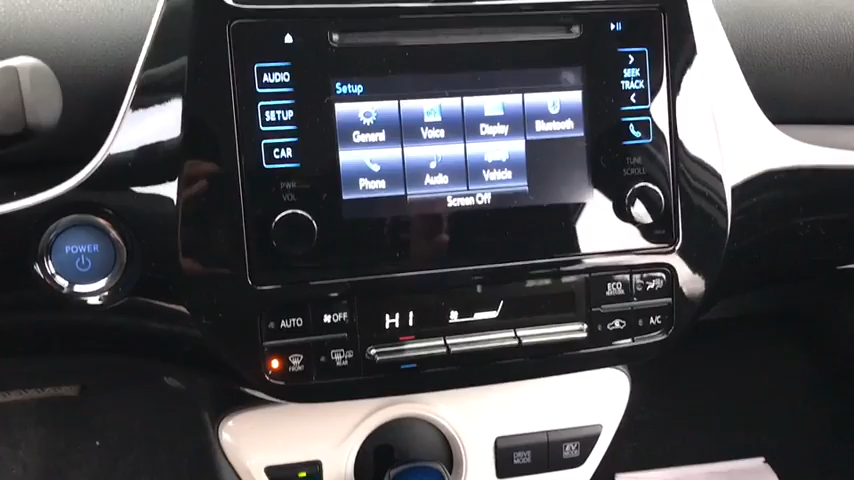 AUDIO
SETUP
CAR
PWR
VOL
Setup
General
Voice
Display
Bluetooth
Phone
Audio
Vehicle
Screen Off
SEEK
TRACK
TUNE
SCROLL
POWER
AUTO
OFF
HI
ECO
FRONT
REAR
A/C
DRIVE
MODE
EV
MODE